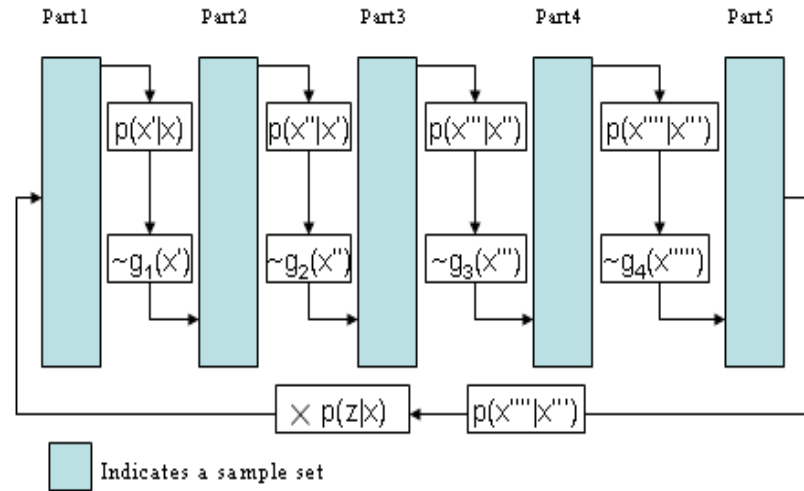 Part1 Part2 Part3 Part4 Part5
p(x'|x) p(x''|x') p(x'''|x'') p(x''''|x''')
~g₁(x') ~g₂(x'') ~g₃(x''') ~g₄(x''''')
× p(z|x) p(x''''|x''')
Indicates a sample set